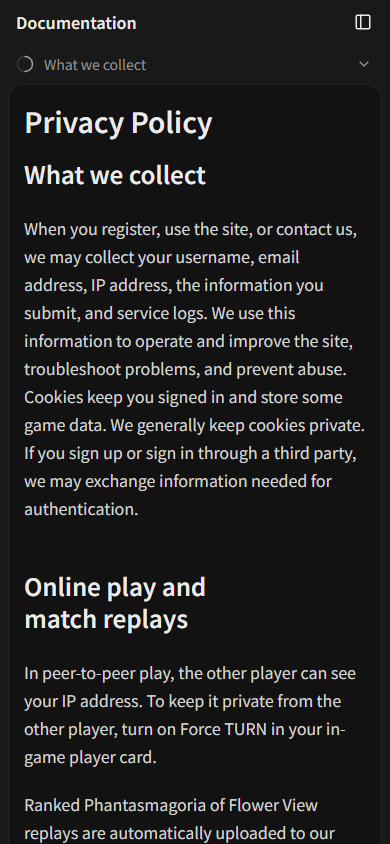 Documentation
What we collect
Privacy Policy
What we collect
When you register, use the site, or contact us,
we may collect your username, email
address, IP address, the information you
submit, and service logs. We use this
information to operate and improve the site,
troubleshoot problems, and prevent abuse.
Cookies keep you signed in and store some
game data. We generally keep cookies private.
If you sign up or sign in through a third party,
we may exchange information needed for
authentication.
Online play and
match replays
In peer-to-peer play, the other player can see
your IP address. To keep it private from the
other player, turn on Force TURN in your in-
game player card.
Ranked Phantasmagoria of Flower View
replays are automatically uploaded to our